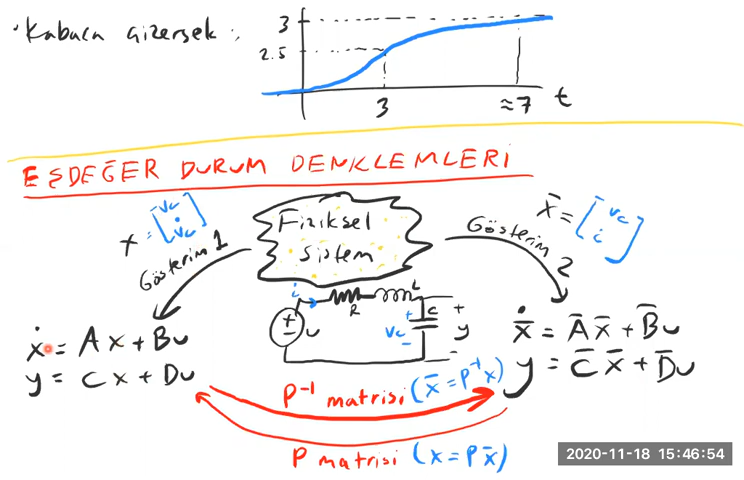 · Kabaca çizersek :
3
2.5
3
≈7
t
EŞDEĞER DURUM DENKLEMLERİ
x = [vc v̇c]
Gösterim 1
Fiziksel
sistem
Gösterim 2
x̄ = [vc i]
i
R
L
+
u
vc
+
-
C
+
y
-
ẋ = Ax + Bu
y = Cx + Du
x̄̇ = Āx̄ + B̄u
y = C̄x̄ + D̄u
P⁻¹ matrisi (x̄ = P⁻¹x)
P matrisi (x = Px̄)
2020-11-18 15:46:54